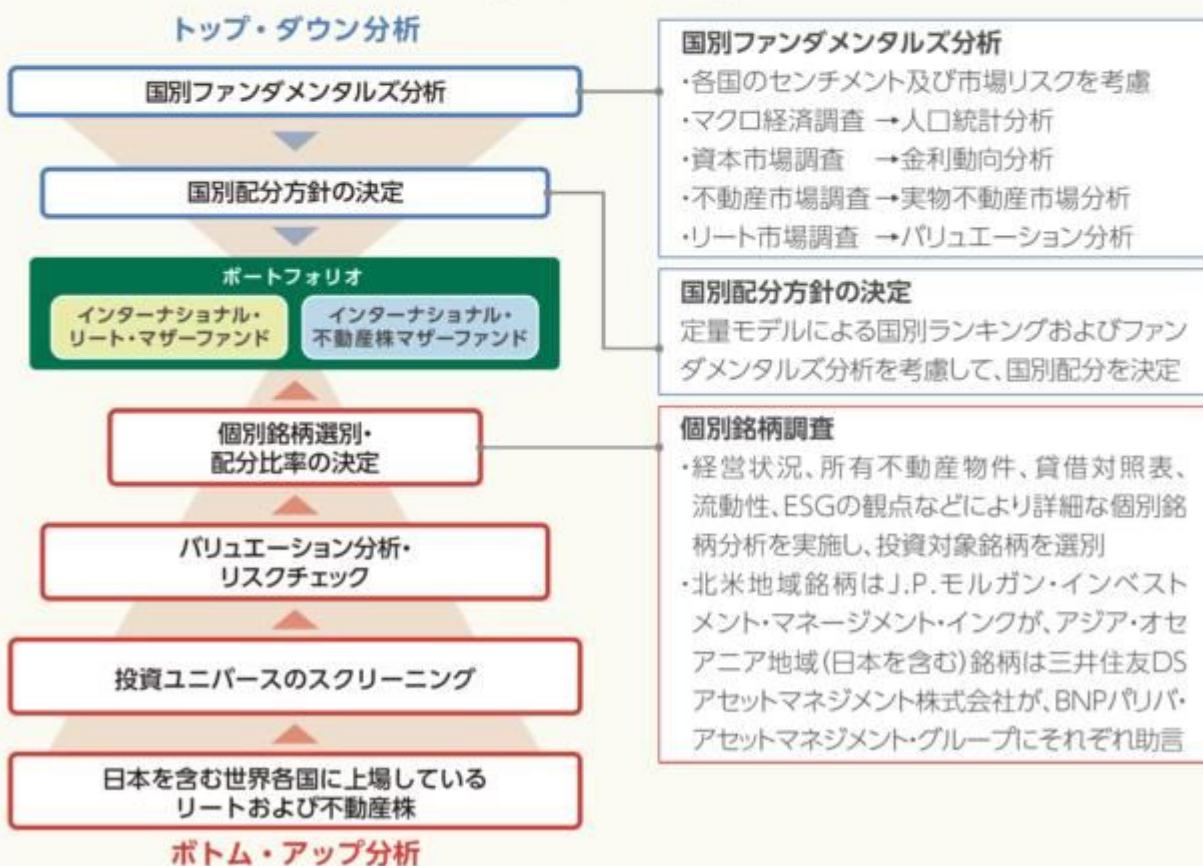 トップ・ダウン分析
国別ファンダメンタルズ分析
国別配分方針の決定
ポートフォリオ
インターナショナル・
リート・マザーファンド
インターナショナル・
不動産株マザーファンド
個別銘柄選別・
配分比率の決定
バリュエーション分析・
リスクチェック
投資ユニバースのスクリーニング
日本を含む世界各国に上場している
リートおよび不動産株
ボトム・アップ分析
国別ファンダメンタルズ分析
・各国のセンチメント及び市場リスクを考慮
・マクロ経済調査 →人口統計分析
・資本市場調査 →金利動向分析
・不動産市場調査→実物不動産市場分析
・リート市場調査 →バリュエーション分析
国別配分方針の決定
定量モデルによる国別ランキングおよびファン
ダメンタルズ分析を考慮して、国別配分を決定
個別銘柄調査
・経営状況、所有不動産物件、貸借対照表、
流動性、ESGの観点などにより詳細な個別銘
柄分析を実施し、投資対象銘柄を選別
・北米地域銘柄はJ.P.モルガン・インベスト
メント・マネージメント・インクが、アジア・オセ
アニア地域(日本を含む)銘柄は三井住友DS
アセットマネジメント株式会社が、BNPパリバ・
アセットマネジメント・グループにそれぞれ助言